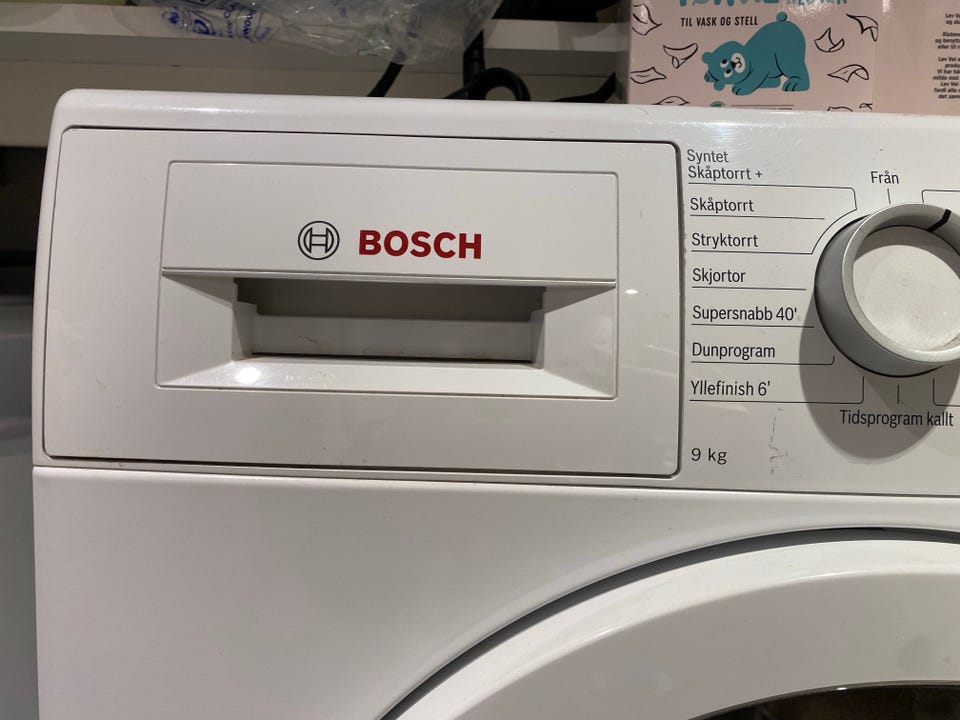 TIL VASK OG STELL
BOSCH
Syntet
Skåptorrt +
Skåptorrt
Stryktorrt
Skjortor
Supersnabb 40'
Dunprogram
Yllefinish 6'
9 kg
Från
Tidsprogram kallt